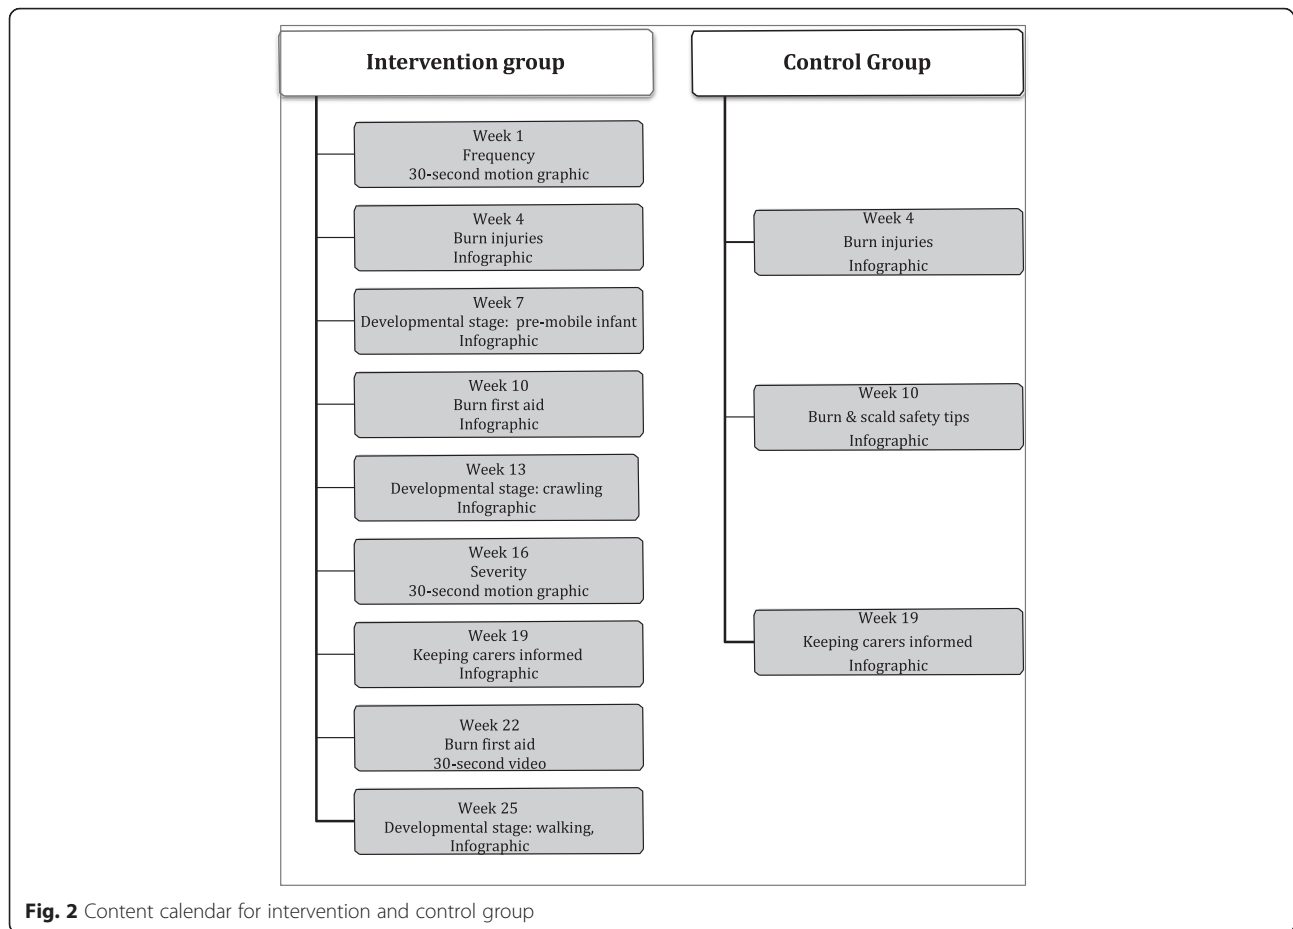 Intervention group
Week 1
Frequency
30-second motion graphic
Week 4
Burn injuries
Infographic
Week 7
Developmental stage: pre-mobile infant
Infographic
Week 10
Burn first aid
Infographic
Week 13
Developmental stage: crawling
Infographic
Week 16
Severity
30-second motion graphic
Week 19
Keeping carers informed
Infographic
Week 22
Burn first aid
30-second video
Week 25
Developmental stage: walking,
Infographic
Control Group
Week 4
Burn injuries
Infographic
Week 10
Burn & scald safety tips
Infographic
Week 19
Keeping carers informed
Infographic
Fig. 2 Content calendar for intervention and control group